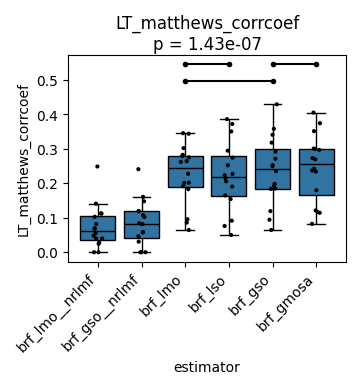 LT_matthews_corrcoef
p = 1.43e-07
LT_matthews_corrcoef
0.5
0.4
0.3
0.2
0.1
0.0
brf_lmo__nrlmf
brf_gso__nrlmf
brf_lmo
brf_lso
brf_gso
brf_gmosa
estimator